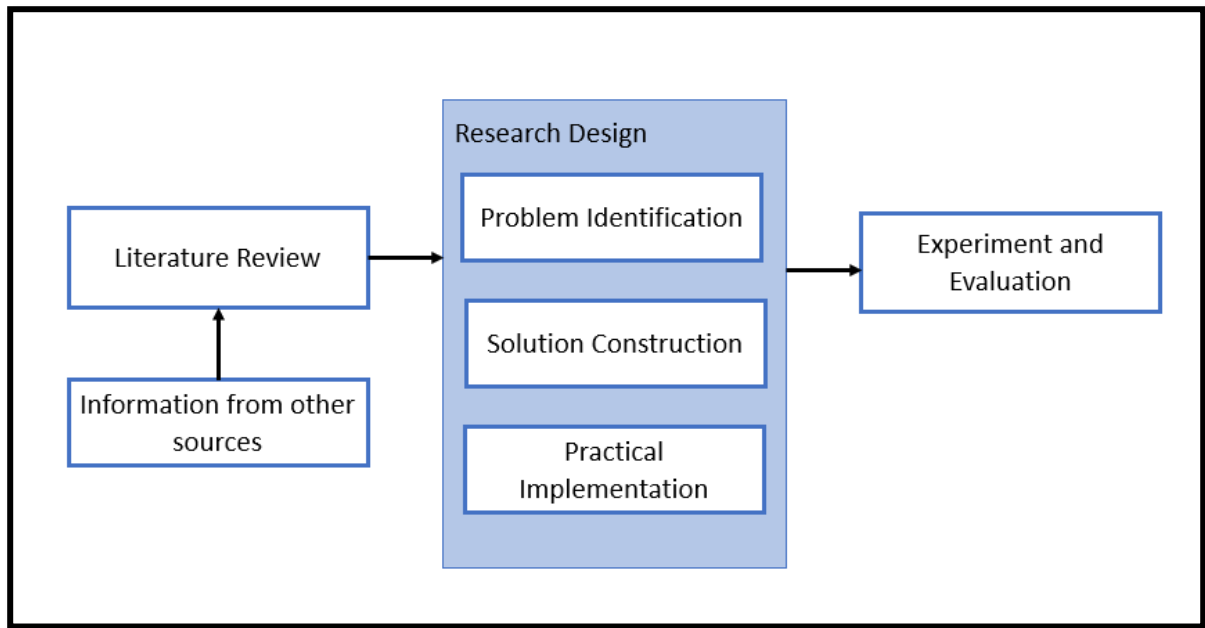 Literature Review
Information from other
sources
Research Design
Problem Identification
Solution Construction
Practical
Implementation
Experiment and
Evaluation